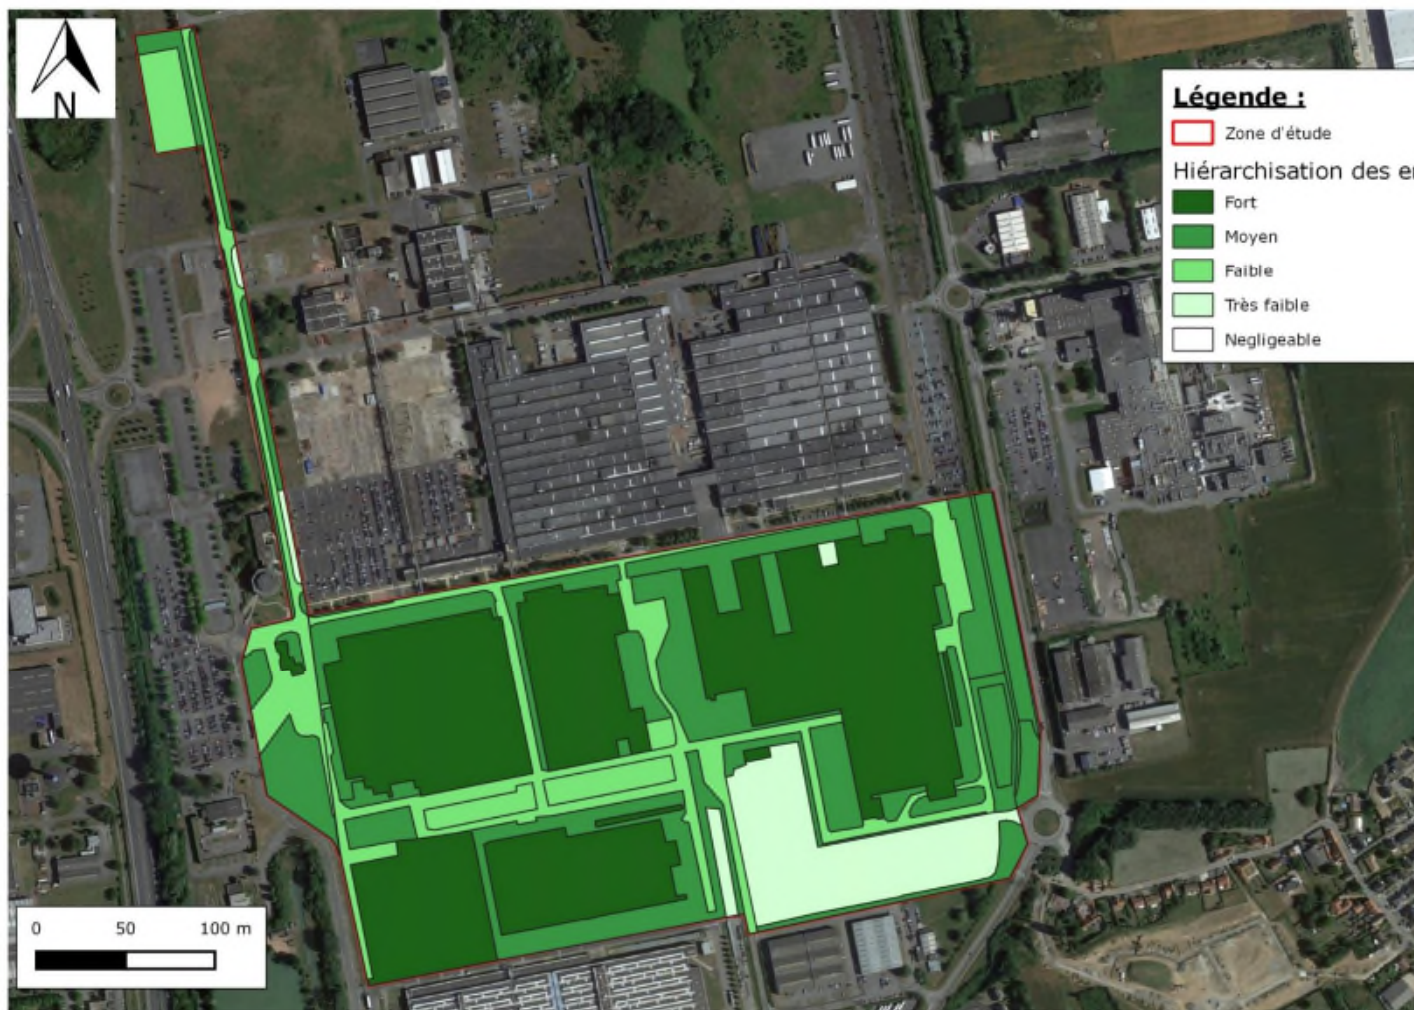 N
Légende :
Zone d'étude
Hiérarchisation des
Fort
Moyen
Faible
Très faible
Negligeable
0 50 100 m